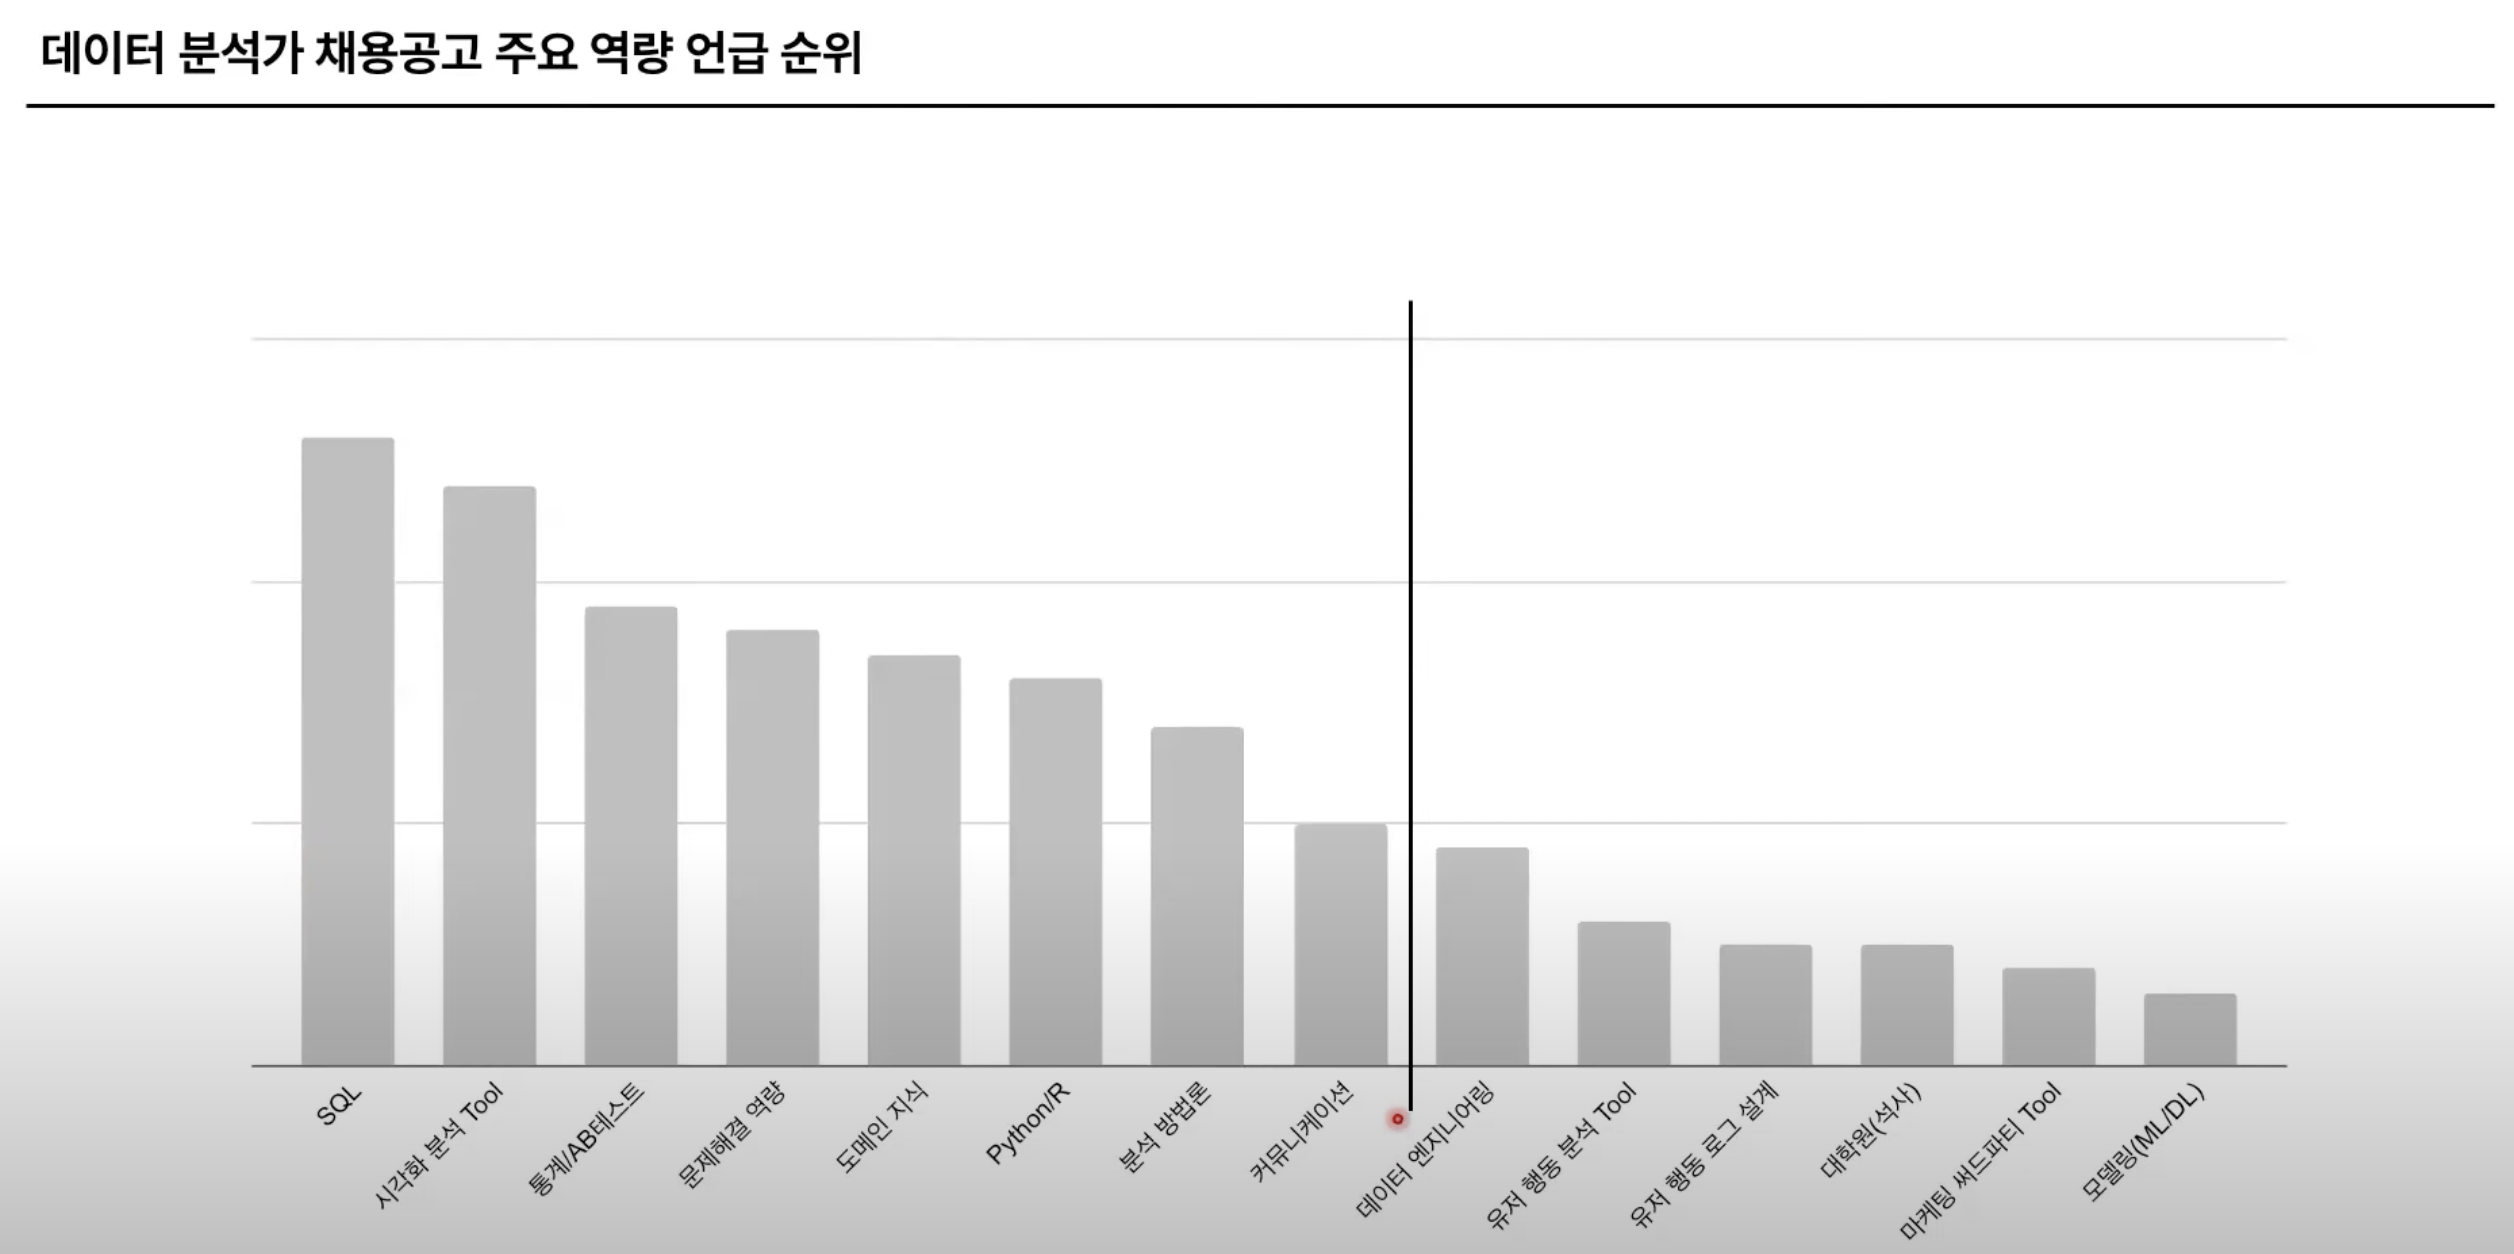 데이터 분석가 채용공고 주요 역량 언급 순위
SQL
시각화 분석 Tool
통계/AB테스트
문제해결 역량
도메인 지식
Python/R
분석 방법론
커뮤니케이션
데이터 엔지니어링
유저 행동 분석 Tool
유저 행동 로그 설계
대학원(석사)
마케팅 써드파티 Tool
모델링(ML/DL)